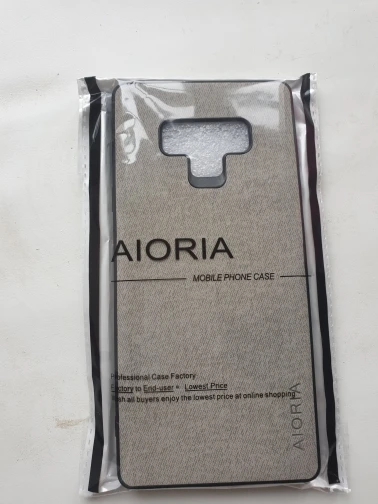 AIORIA
MOBILE PHONE CASE
Professional Case Factory
Factory to End-user Lowest Price
all buyers enjoy the lowest price at online shopping
AIORIA